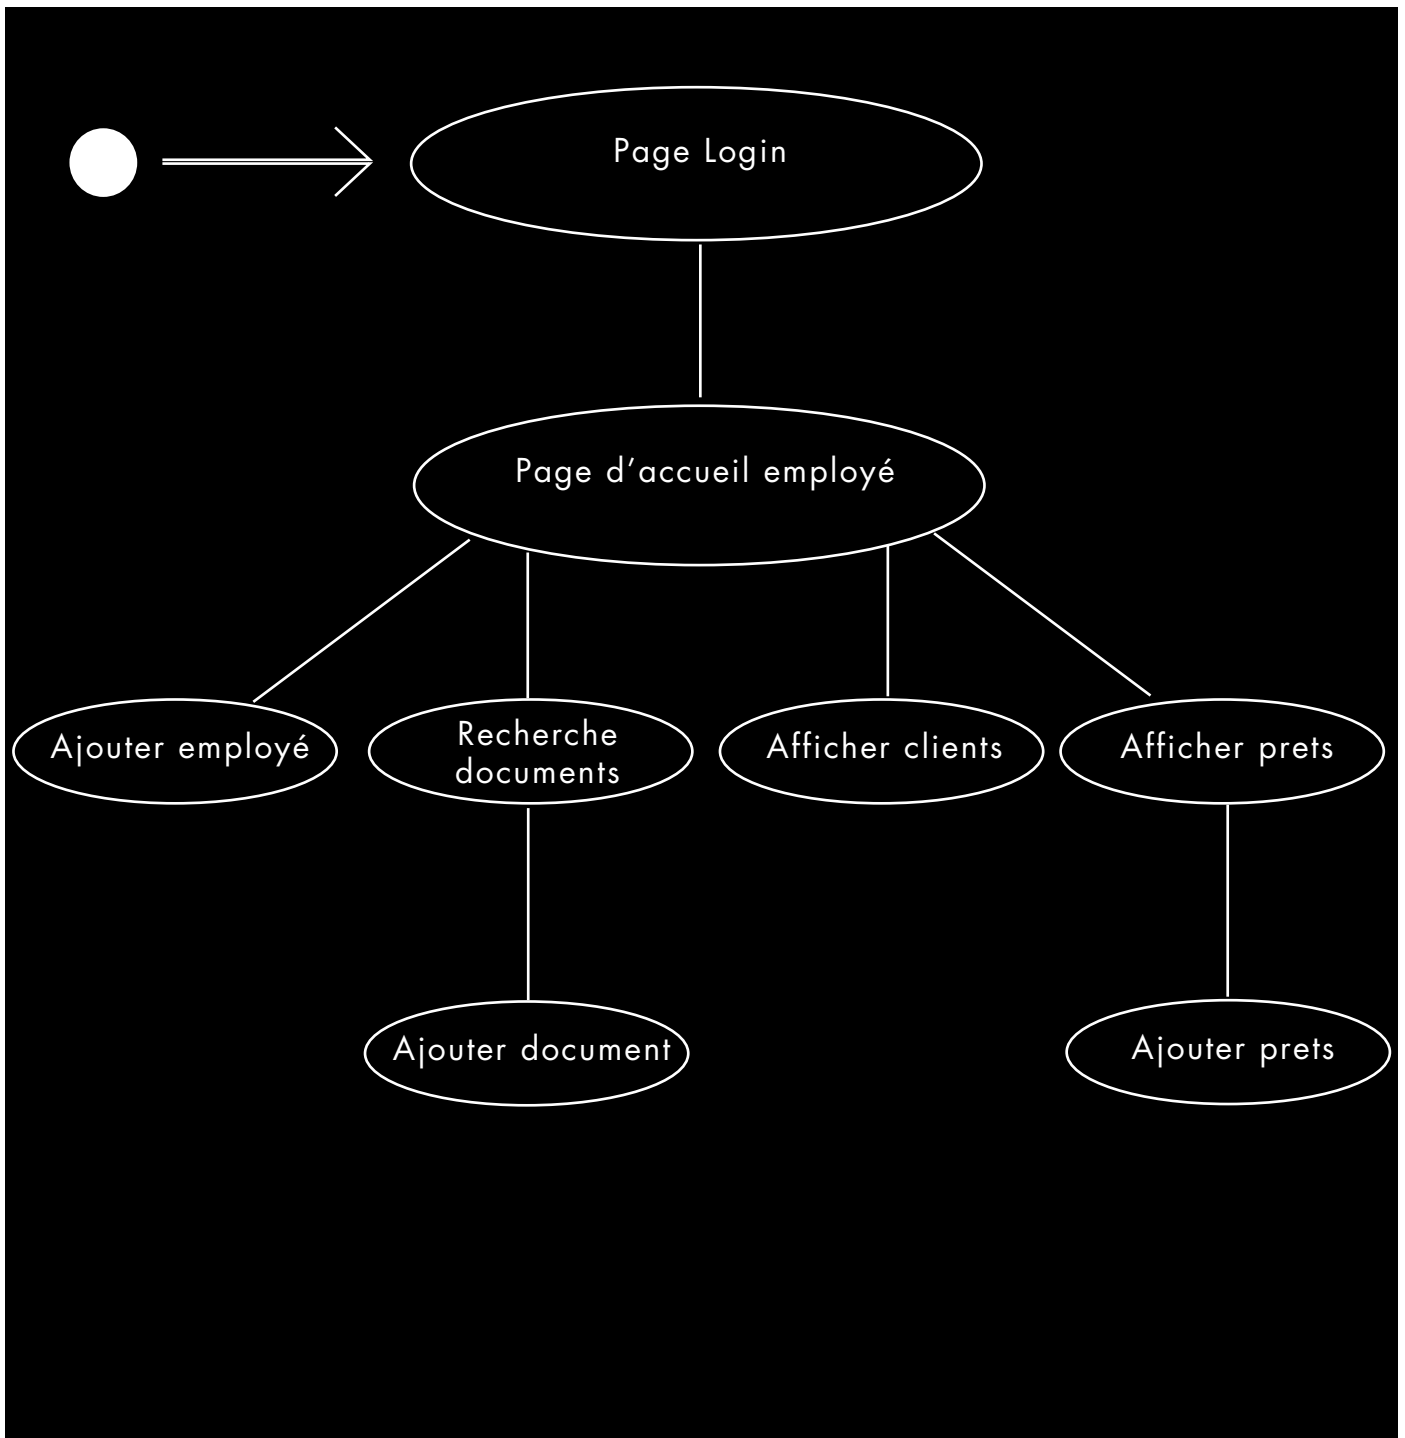 Page Login
Page d’accueil employé
Ajouter employé
Recherche
documents
Afficher clients
Afficher prets
Ajouter document
Ajouter prets